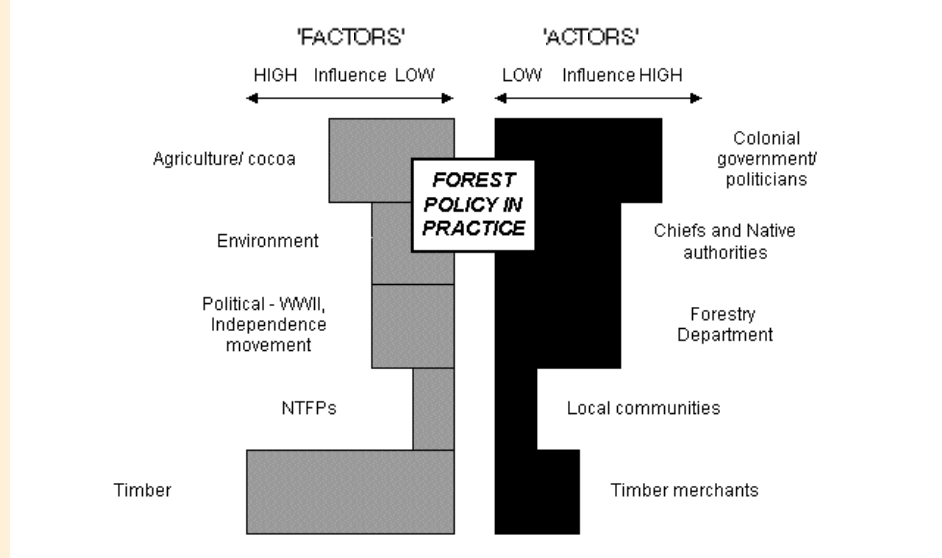 'FACTORS'
'ACTORS'
HIGH Influence LOW
LOW Influence HIGH
Agriculture/ cocoa
FOREST
POLICY IN
PRACTICE
Colonial
government/
politicians
Environment
Chiefs and Native
authorities
Political - WWII,
Independence
movement
Forestry
Department
NTFPs
Local communities
Timber
Timber merchants